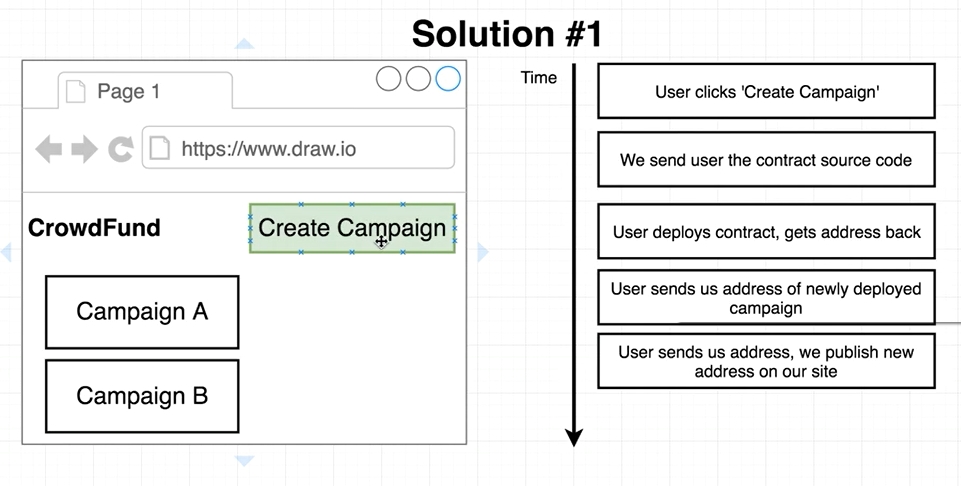 Solution #1
Page 1
https://www.draw.io
CrowdFund
Create Campaign
Campaign A
Campaign B
Time
User clicks 'Create Campaign'
We send user the contract source code
User deploys contract, gets address back
User sends us address of newly deployed
campaign
User sends us address, we publish new
address on our site